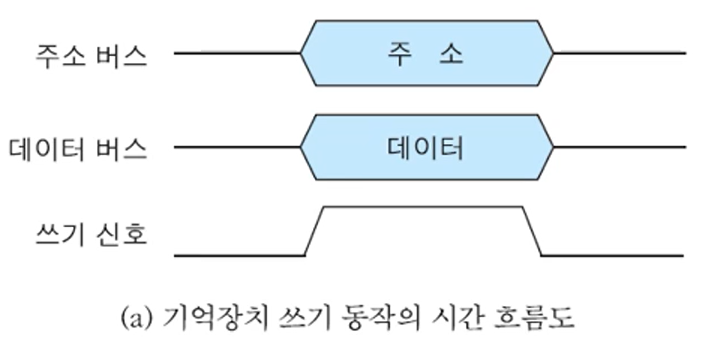 주소 버스
주 소
데이터 버스
데이터
쓰기 신호
(a) 기억장치 쓰기 동작의 시간 흐름도